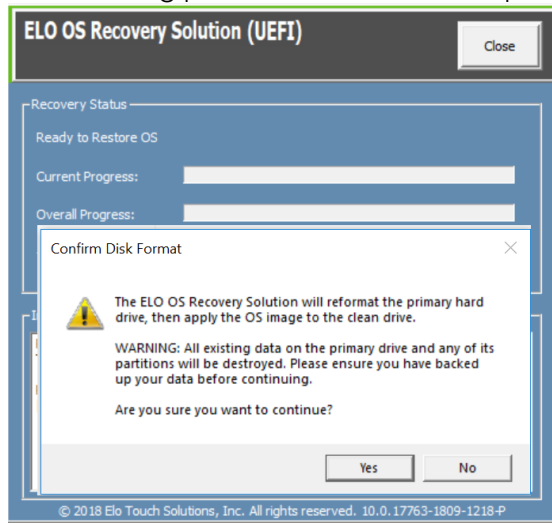 ELO OS Recovery Solution (UEFI)
Close
Recovery Status
Ready to Restore OS
Current Progress:
Overall Progress:
Confirm Disk Format
The ELO OS Recovery Solution will reformat the primary hard
drive, then apply the OS image to the clean drive.
WARNING: All existing data on the primary drive and any of its
partitions will be destroyed. Please ensure you have backed
up your data before continuing.
Are you sure you want to continue?
Yes
No
© 2018 Elo Touch Solutions, Inc. All rights reserved. 10.0.17763-1809-1218-P